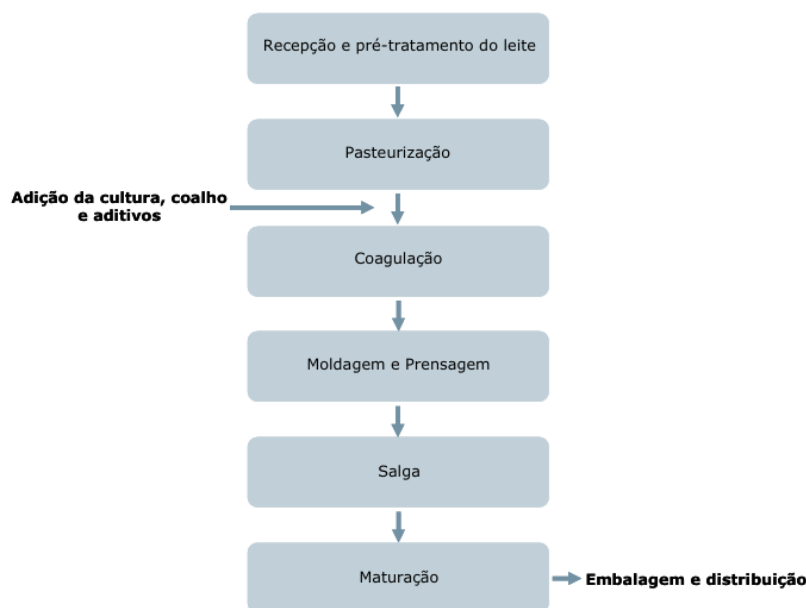 Recepção e pré-tratamento do leite
Pasteurização
Adição da cultura, coalho
e aditivos
Coagulação
Moldagem e Prensagem
Salga
Maturação
Embalagem e distribuição